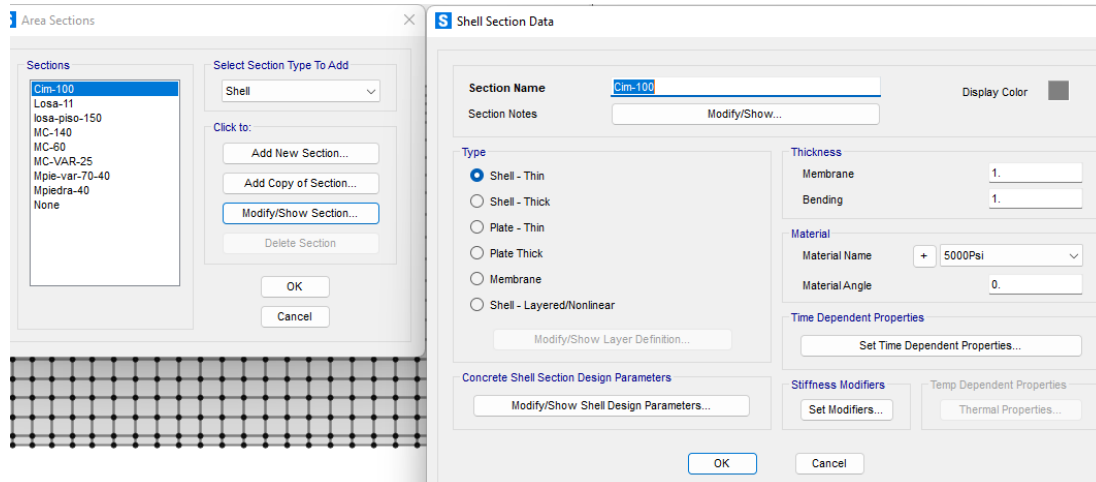 Area Sections
Sections
Cim-100
Losa-11
losa-piso-150
MC-140
MC-60
MC-VAR-25
Mpie-var-70-40
Mpiedra-40
None
Select Section Type To Add
Shell
Click to:
Add New Section...
Add Copy of Section...
Modify/Show Section...
Delete Section
OK
Cancel
S Shell Section Data
Section Name
Cim-100
Display Color
Section Notes
Modify/Show...
Type
Shell - Thin
Shell - Thick
Plate - Thin
Plate Thick
Membrane
Shell - Layered/Nonlinear
Modify/Show Layer Definition...
Thickness
Membrane
1.
Bending
1.
Material
Material Name
+
5000Psi
Material Angle
0.
Time Dependent Properties
Set Time Dependent Properties...
Concrete Shell Section Design Parameters
Modify/Show Shell Design Parameters...
Stiffness Modifiers
Set Modifiers...
Temp Dependent Properties
Thermal Properties...
OK
Cancel